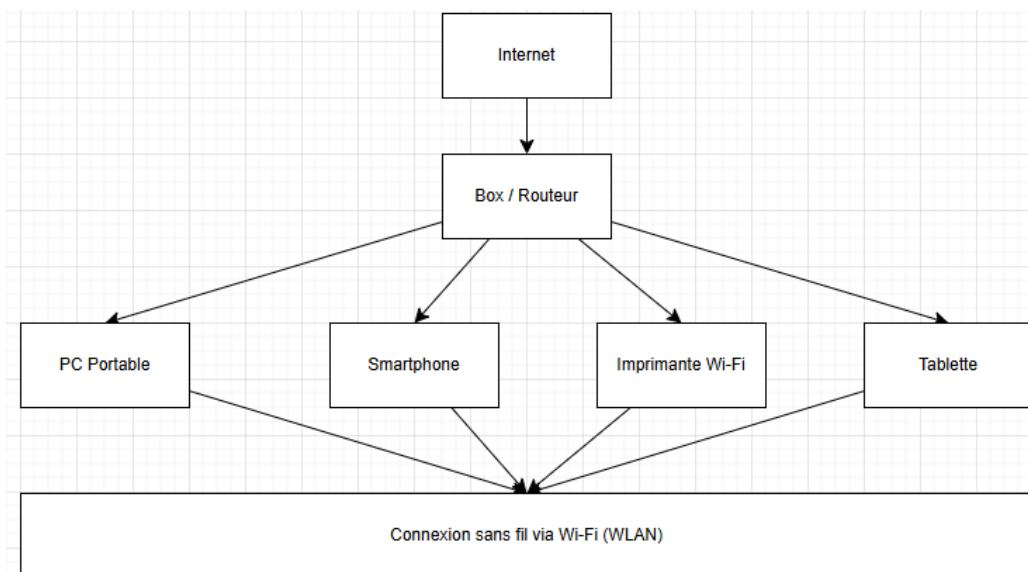 Internet
Box / Routeur
PC Portable
Smartphone
Imprimante Wi-Fi
Tablette
Connexion sans fil via Wi-Fi (WLAN)